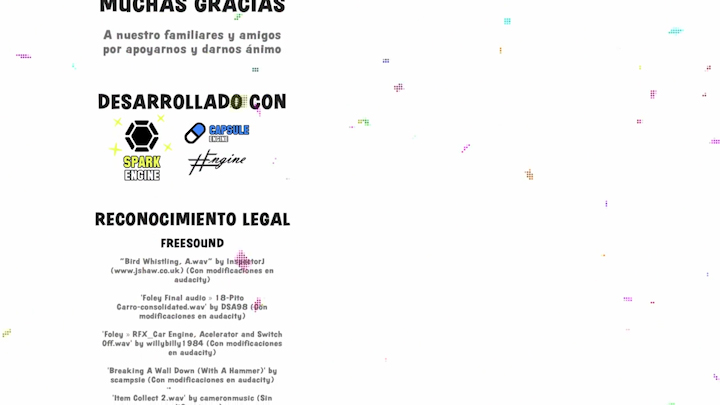 MUCHAS GRACIAS
A nuestro familiares y amigos
por apoyarnos y darnos ánimo
DESARROLLADO CON
SPARK
ENGINE
CAPSULE
ENGINE
#Engine
RECONOCIMIENTO LEGAL
FREESOUND
"Bird Whistling, A.wav" by InspectorJ
(www.jshaw.co.uk) (Con modificaciones en
audacity)
'Foley Final audio » 18-Pito
Carro-consolidated.wav' by DSA98 (Con
modificaciones en audacity)
'Foley » RFX_Car Engine, Acelerator and Switch
Off.wav' by willybilly1984 (Con modificaciones
en audacity)
'Breaking A Wall Down (With A Hammer)' by
scampsie (Con modificaciones en audacity)
'Item Collect 2.wav' by cameronmusic (Sin